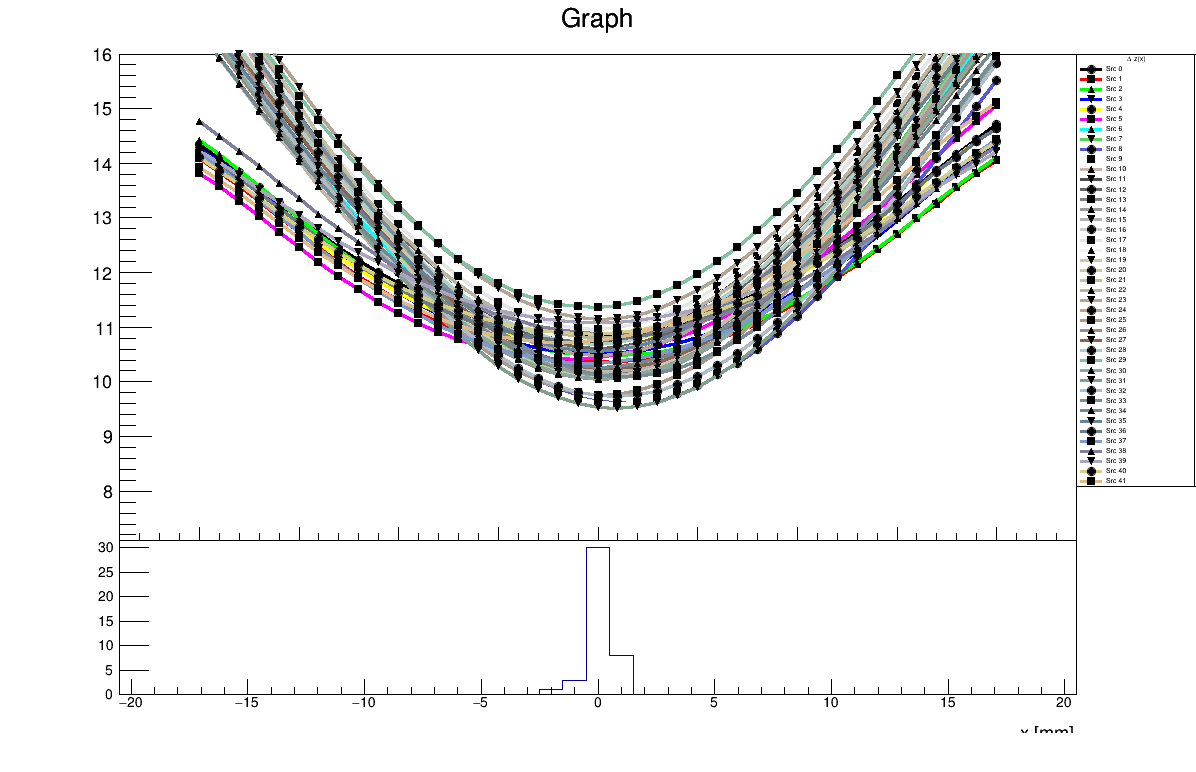 Graph
16
15
14
13
12
11
10
9
8
Δ z(x)
Src 0
Src 1
Src 2
Src 3
Src 4
Src 5
Src 6
Src 7
Src 8
Src 9
Src 10
Src 11
Src 12
Src 13
Src 14
Src 15
Src 16
Src 17
Src 18
Src 19
Src 20
Src 21
Src 22
Src 23
Src 24
Src 25
Src 26
Src 27
Src 28
Src 29
Src 30
Src 31
Src 32
Src 33
Src 34
Src 35
Src 36
Src 37
Src 38
Src 39
Src 40
Src 41
30
25
20
15
10
5
0
−20 −15 −10 −5 0 5 10 15 20
x [mm]